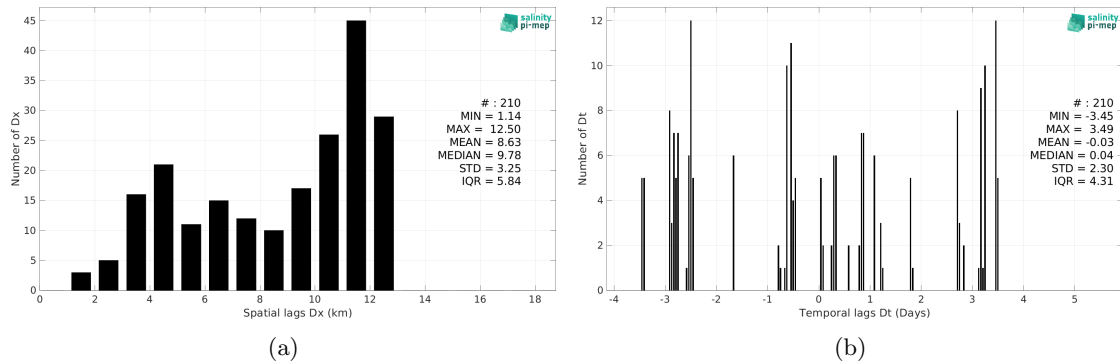 45
40
35
30
25
20
15
10
5
0
Number of Dx
0 2 4 6 8 10 12 14 16 18
Spatial lags Dx (km)
salinity
pi-mep
# : 210
MIN = 1.14
MAX = 12.50
MEAN = 8.63
MEDIAN = 9.78
STD = 3.25
IQR = 5.84
(a)
12
10
8
6
4
2
0
Number of Dt
-4 -3 -2 -1 0 1 2 3 4 5
Temporal lags Dt (Days)
salinity
pi-mep
# : 210
MIN = -3.45
MAX = 3.49
MEAN = -0.03
MEDIAN = 0.04
STD = 2.30
IQR = 4.31
(b)